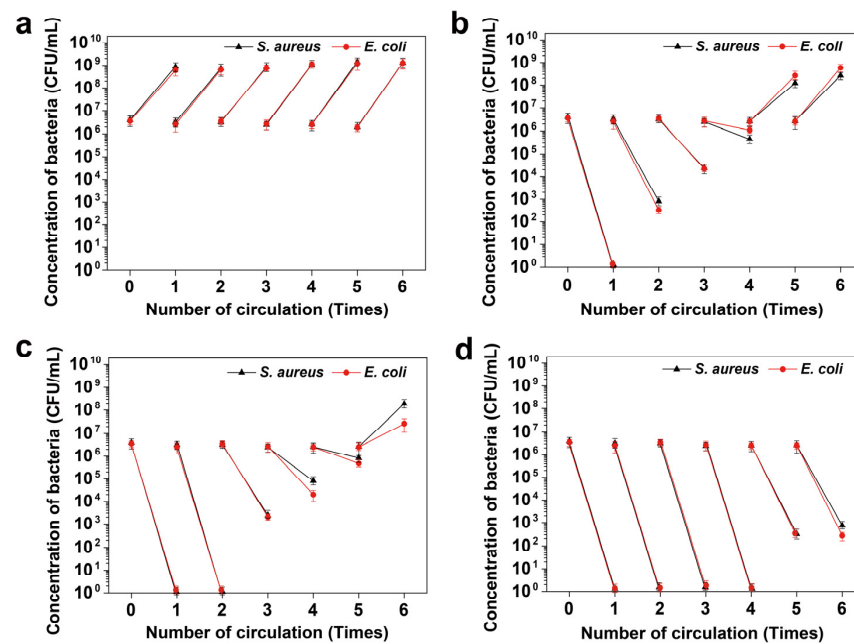 a
S. aureus E. coli
Concentration of bacteria (CFU/mL)
10^10
10^9
10^8
10^7
10^6
10^5
10^4
10^3
10^2
10^1
10^0
0 1 2 3 4 5 6
Number of circulation (Times)
b
S. aureus E. coli
Concentration of bacteria (CFU/mL)
10^10
10^9
10^8
10^7
10^6
10^5
10^4
10^3
10^2
10^1
10^0
0 1 2 3 4 5 6
Number of circulation (Times)
c
S. aureus E. coli
Concentration of bacteria (CFU/mL)
10^10
10^9
10^8
10^7
10^6
10^5
10^4
10^3
10^2
10^1
10^0
0 1 2 3 4 5 6
Number of circulation (Times)
d
S. aureus E. coli
Concentration of bacteria (CFU/mL)
10^10
10^9
10^8
10^7
10^6
10^5
10^4
10^3
10^2
10^1
10^0
0 1 2 3 4 5 6
Number of circulation (Times)